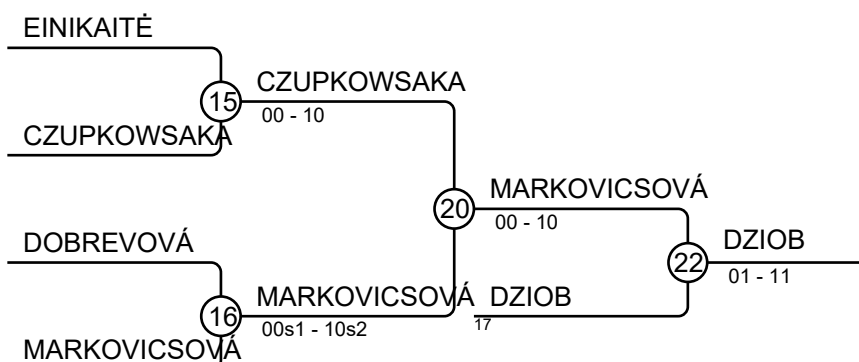 EINIKAITĖ
15
CZUPKOWSAKA
00 - 10
CZUPKOWSAKA
20
MARKOVICSOVÁ
00 - 10
DOBREVOVÁ
22
DZIOB
01 - 11
16
MARKOVICSOVÁ
00s1 - 10s2
DZIOB
17
MARKOVICSOVÁ